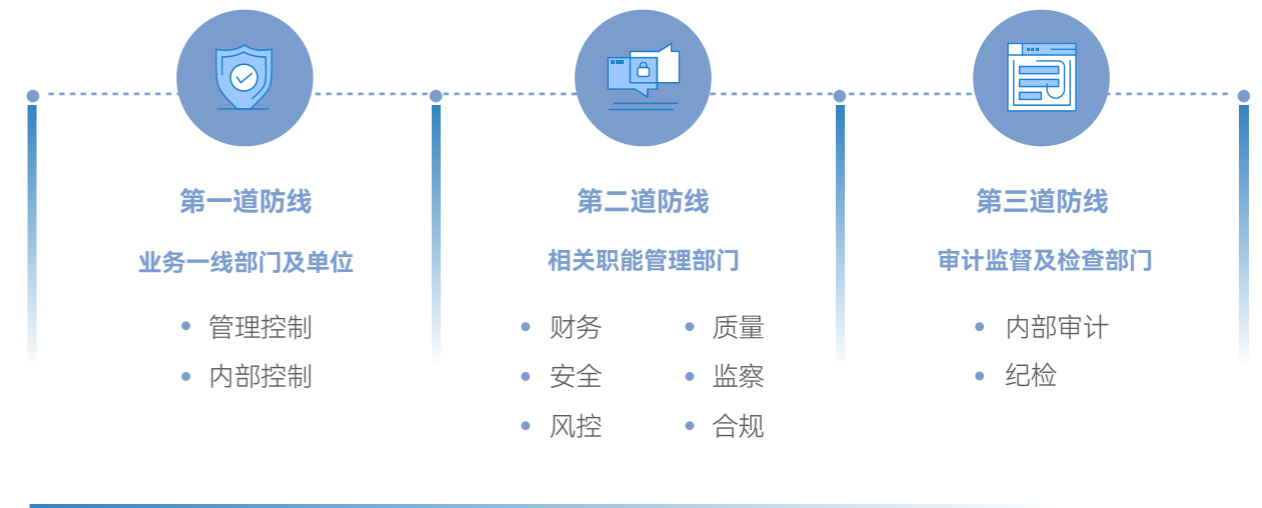 第一道防线
业务一线部门及单位
管理控制
内部控制
第二道防线
相关职能管理部门
财务
质量
安全
监察
风控
合规
第三道防线
审计监督及检查部门
内部审计
纪检